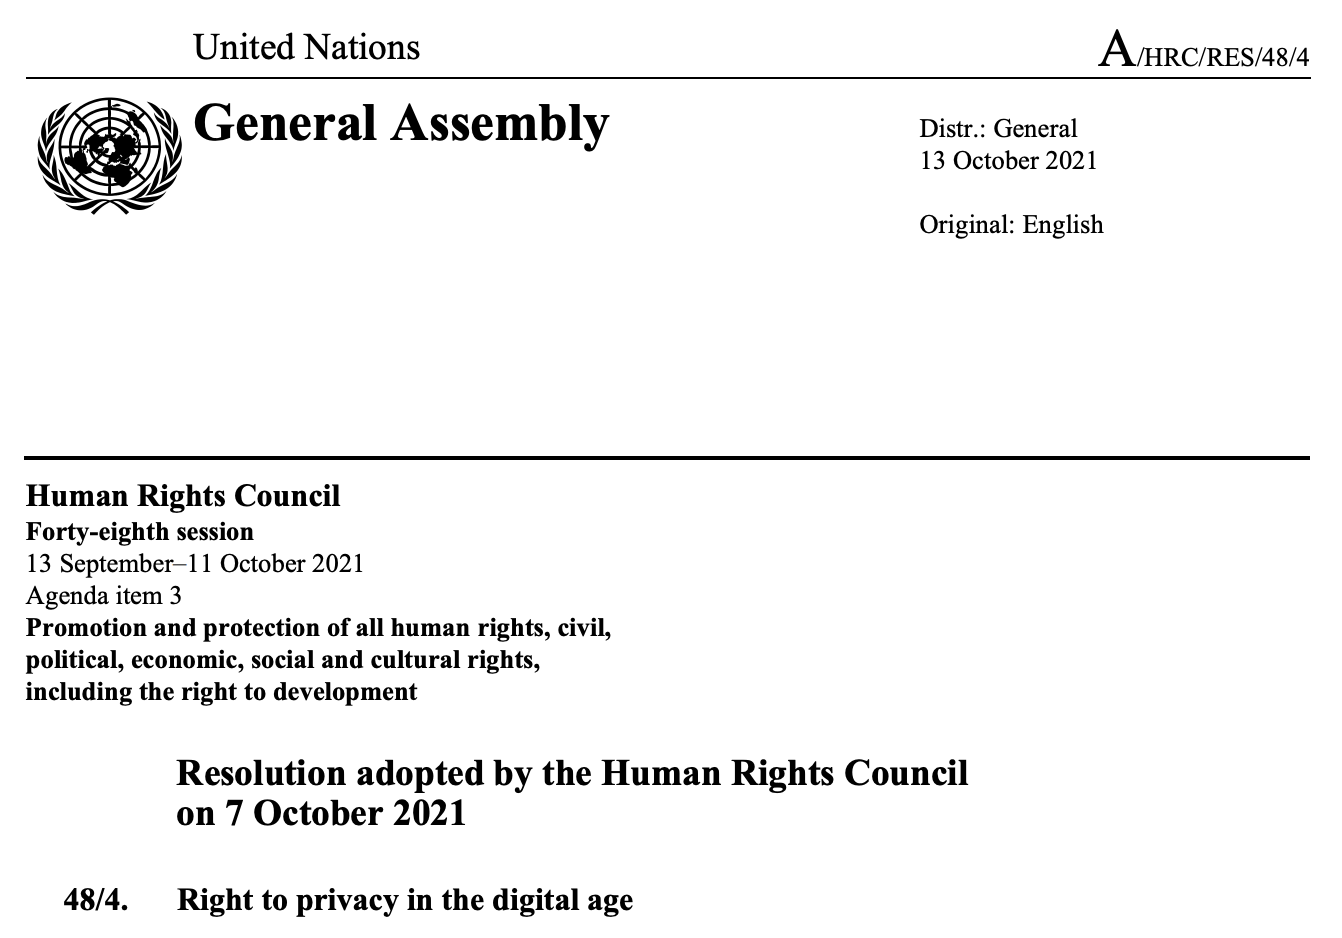 United Nations
A/HRC/RES/48/4
General Assembly
Distr.: General
13 October 2021
Original: English
Human Rights Council
Forty-eighth session
13 September–11 October 2021
Agenda item 3
Promotion and protection of all human rights, civil,
political, economic, social and cultural rights,
including the right to development
Resolution adopted by the Human Rights Council
on 7 October 2021
48/4. Right to privacy in the digital age